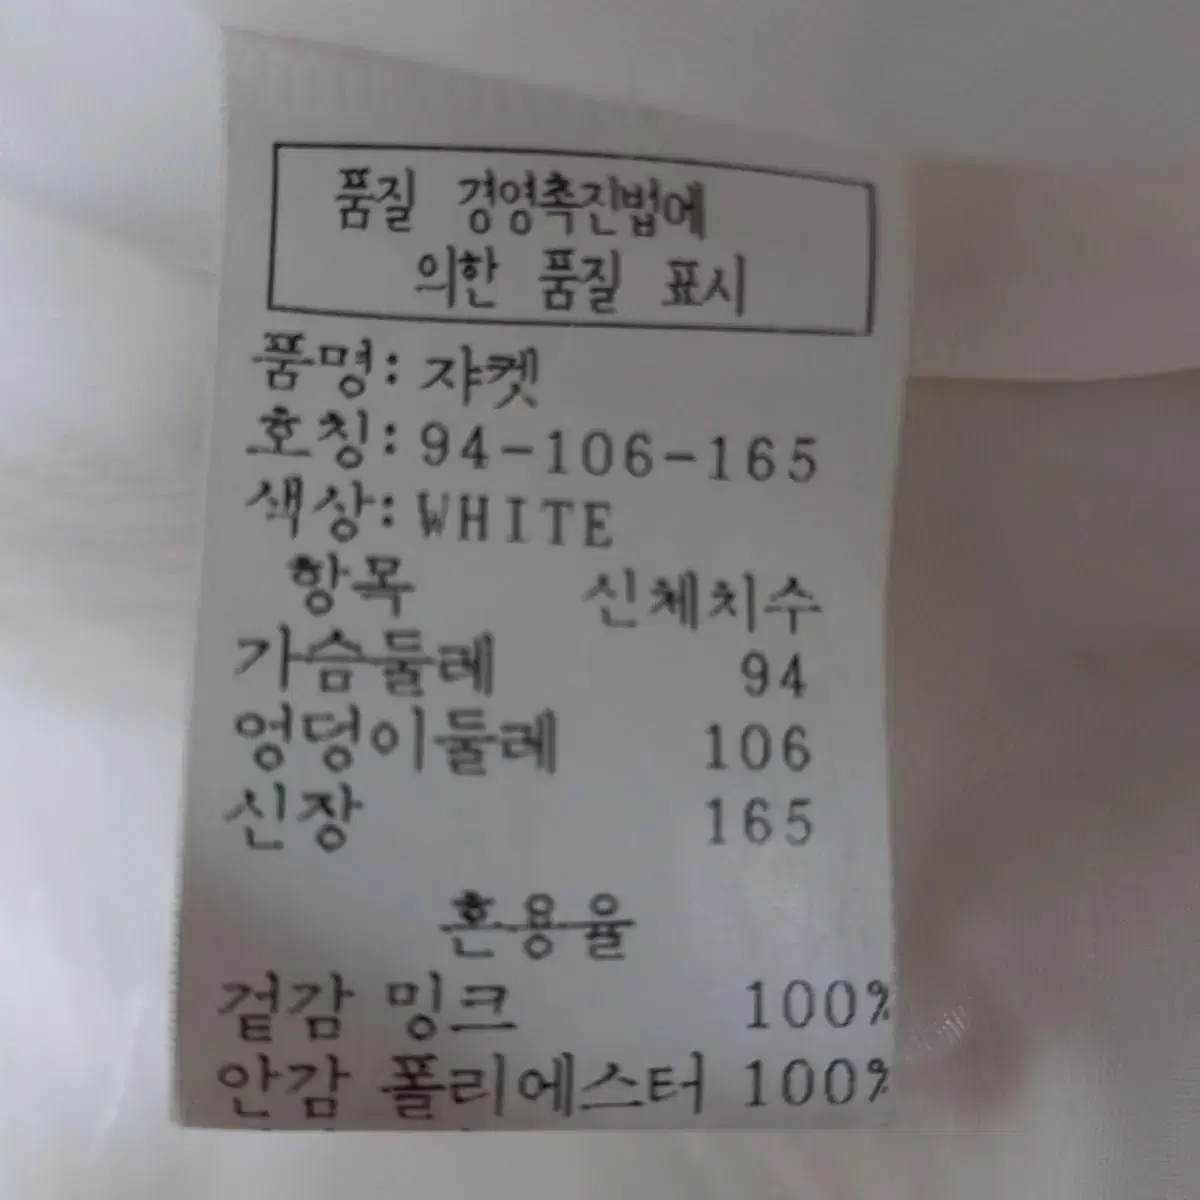 품질 경영촉진법에
의한 품질 표시
품명: 쟈켓
호칭: 94-106-165
색상: WHITE
항목 신체치수
가슴둘레 94
엉덩이둘레 106
신장 165
혼용율
겉감 밍크 100%
안감 폴리에스터 100%